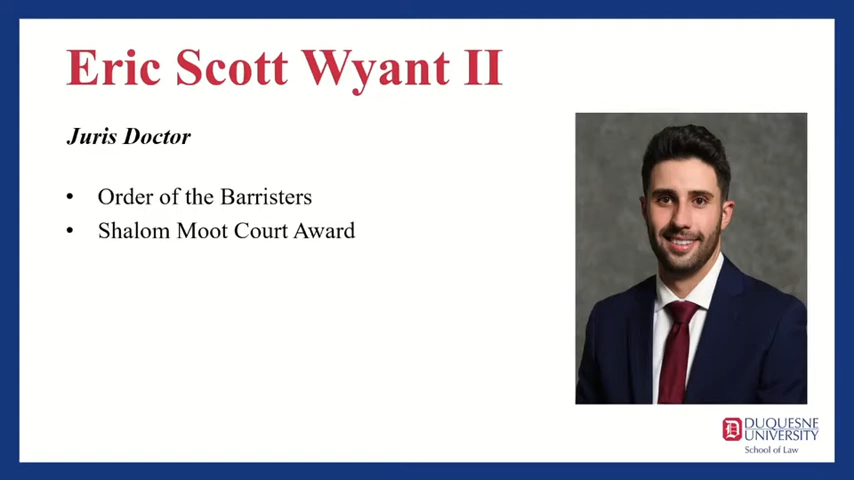 Eric Scott Wyant II
Juris Doctor
• Order of the Barristers
• Shalom Moot Court Award
DUQUESNE
UNIVERSITY
School of Law